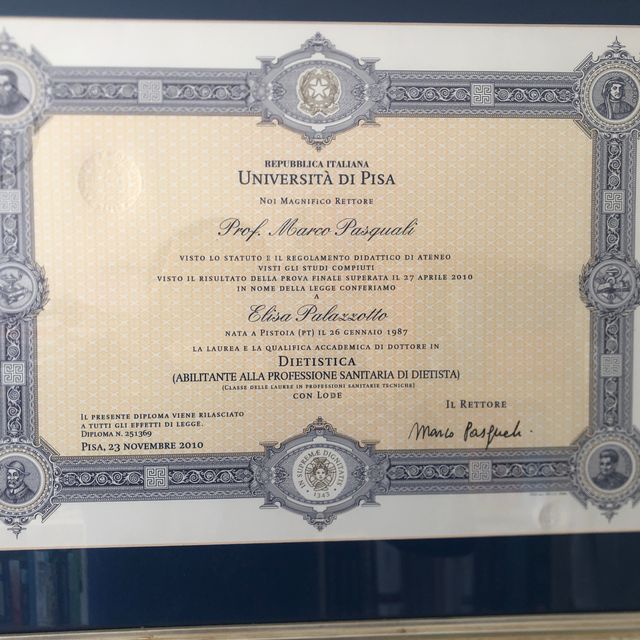 REPUBBLICA ITALIANA
UNIVERSITÀ DI PISA
NOI MAGNIFICO RETTORE
Prof. Marco Pasquali
VISTO LO STATUTO E IL REGOLAMENTO DIDATTICO DI ATENEO
VISTI GLI STUDI COMPIUTI
VISTO IL RISULTATO DELLA PROVA FINALE SUPERATA IL 27 APRILE 2010
IN NOME DELLA LEGGE CONFERIAMO
A
Elisa Palazzotto
NATA A PISTOIA (PT) IL 26 GENNAIO 1987
LA LAUREA E LA QUALIFICA ACCADEMICA DI DOTTORE IN
DIETISTICA
(ABILITANTE ALLA PROFESSIONE SANITARIA DI DIETISTA)
(CLASSE DELLE LAUREE IN PROFESSIONI SANITARIE TECNICHE)
CON LODE
IL PRESENTE DIPLOMA VIENE RILASCIATO
A TUTTI GLI EFFETTI DI LEGGE.
DIPLOMA N. 251369
PISA, 23 NOVEMBRE 2010
IL RETTORE
Marco Pasquali
IN SUPREMÆ DIGNITATIS
1343